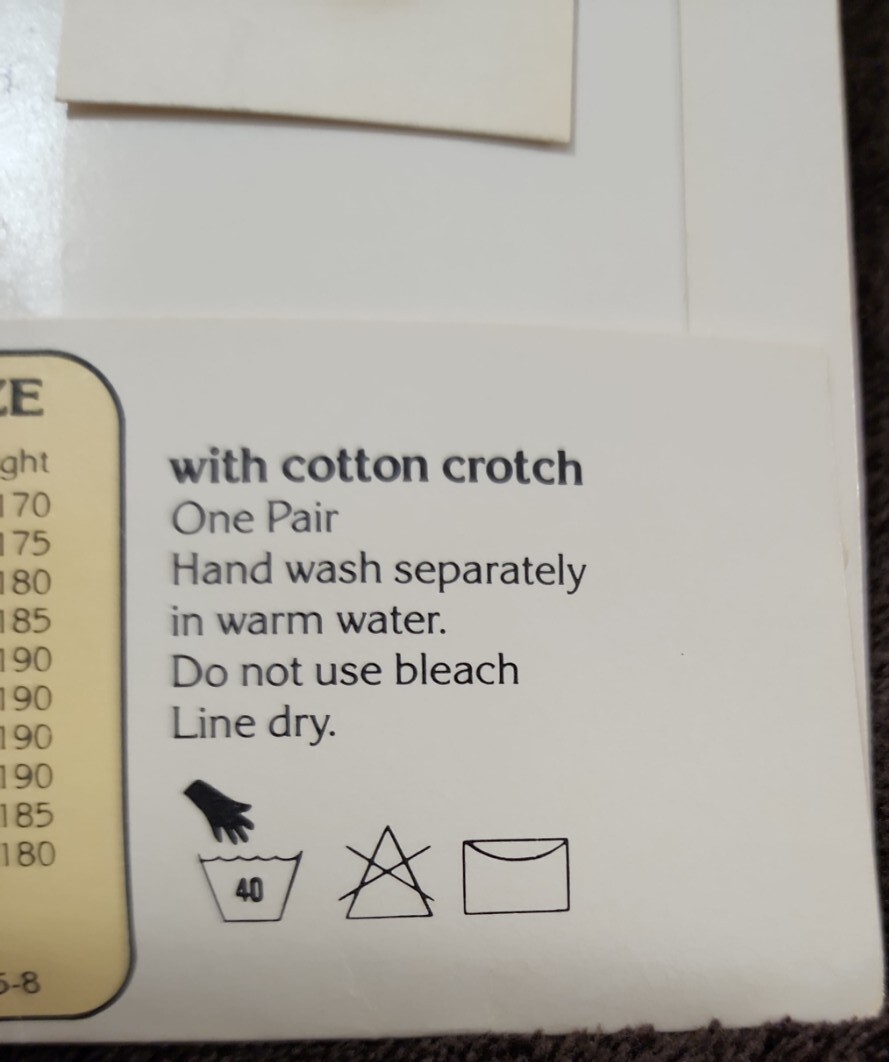 ZE
ght
170
175
180
185
190
190
190
190
185
180
5-8
with cotton crotch
One Pair
Hand wash separately
in warm water.
Do not use bleach
Line dry.
40